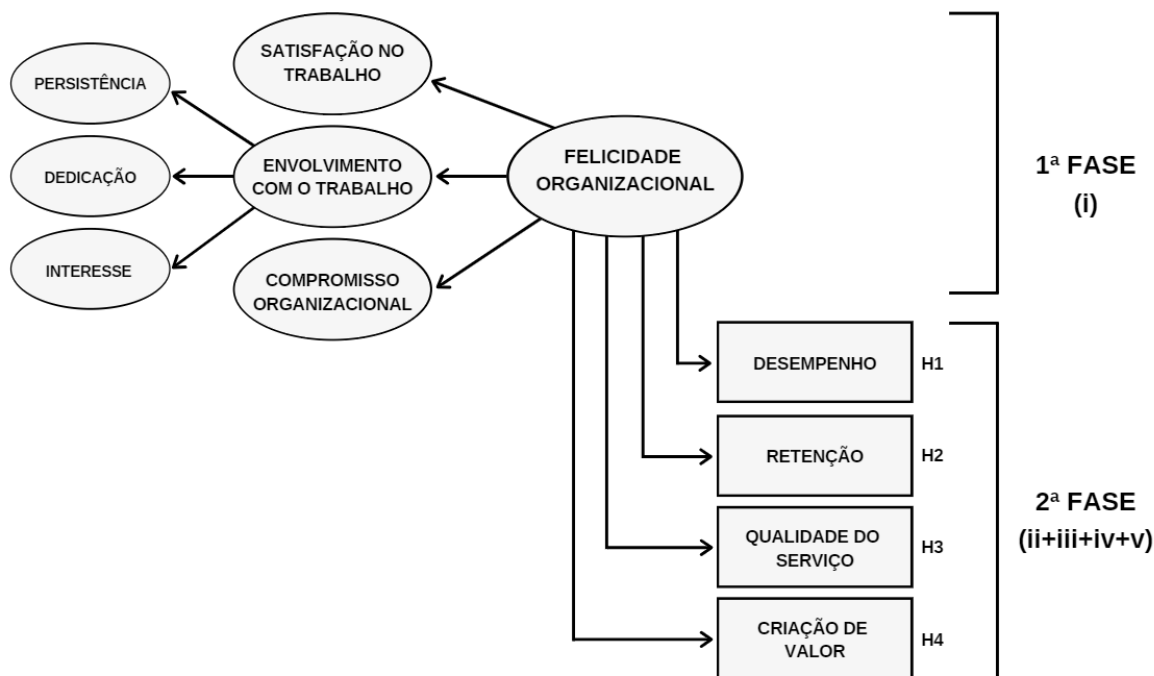 SATISFAÇÃO NO
TRABALHO
PERSISTÊNCIA
DEDICAÇÃO
INTERESSE
ENVOLVIMENTO
COM O TRABALHO
COMPROMISSO
ORGANIZACIONAL
FELICIDADE
ORGANIZACIONAL
1ª FASE
(i)
DESEMPENHO
H1
RETENÇÃO
H2
QUALIDADE DO
SERVIÇO
H3
CRIAÇÃO DE
VALOR
H4
2ª FASE
(ii+iii+iv+v)